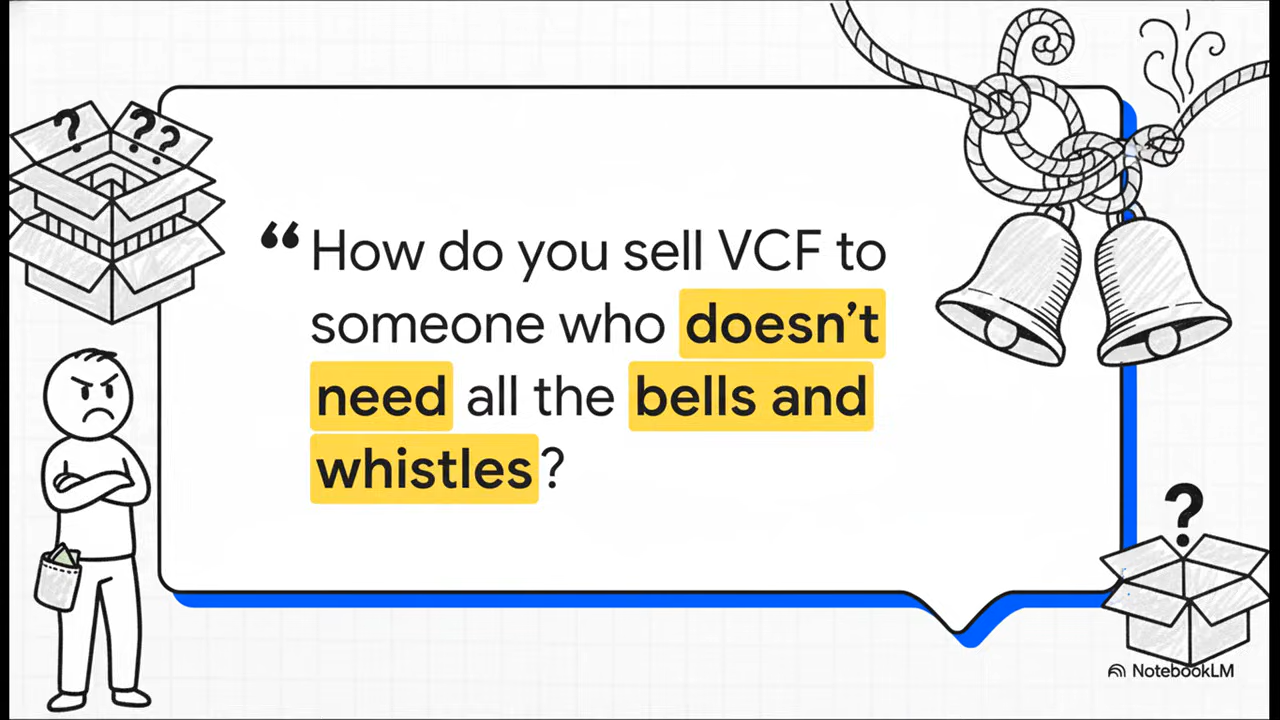 ? ? ? ?
“How do you sell VCF to
someone who doesn’t
need all the bells and
whistles?
?
NotebookLM